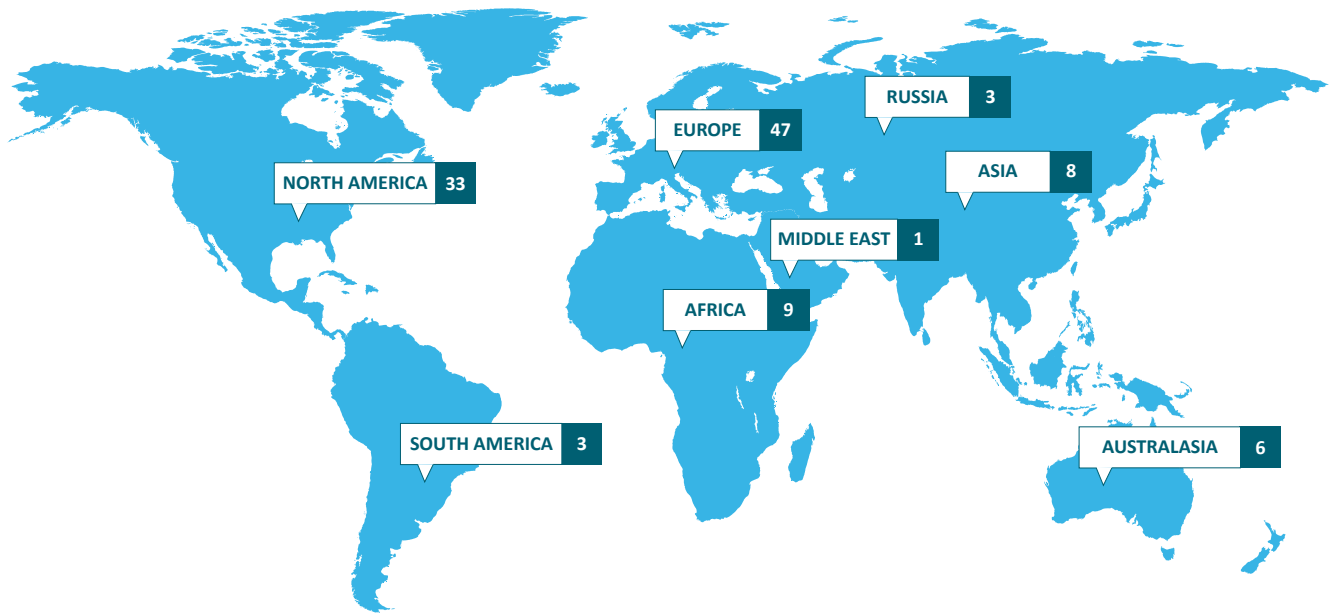 RUSSIA 3
EUROPE 47
NORTH AMERICA 33
ASIA 8
MIDDLE EAST 1
AFRICA 9
SOUTH AMERICA 3
AUSTRALASIA 6